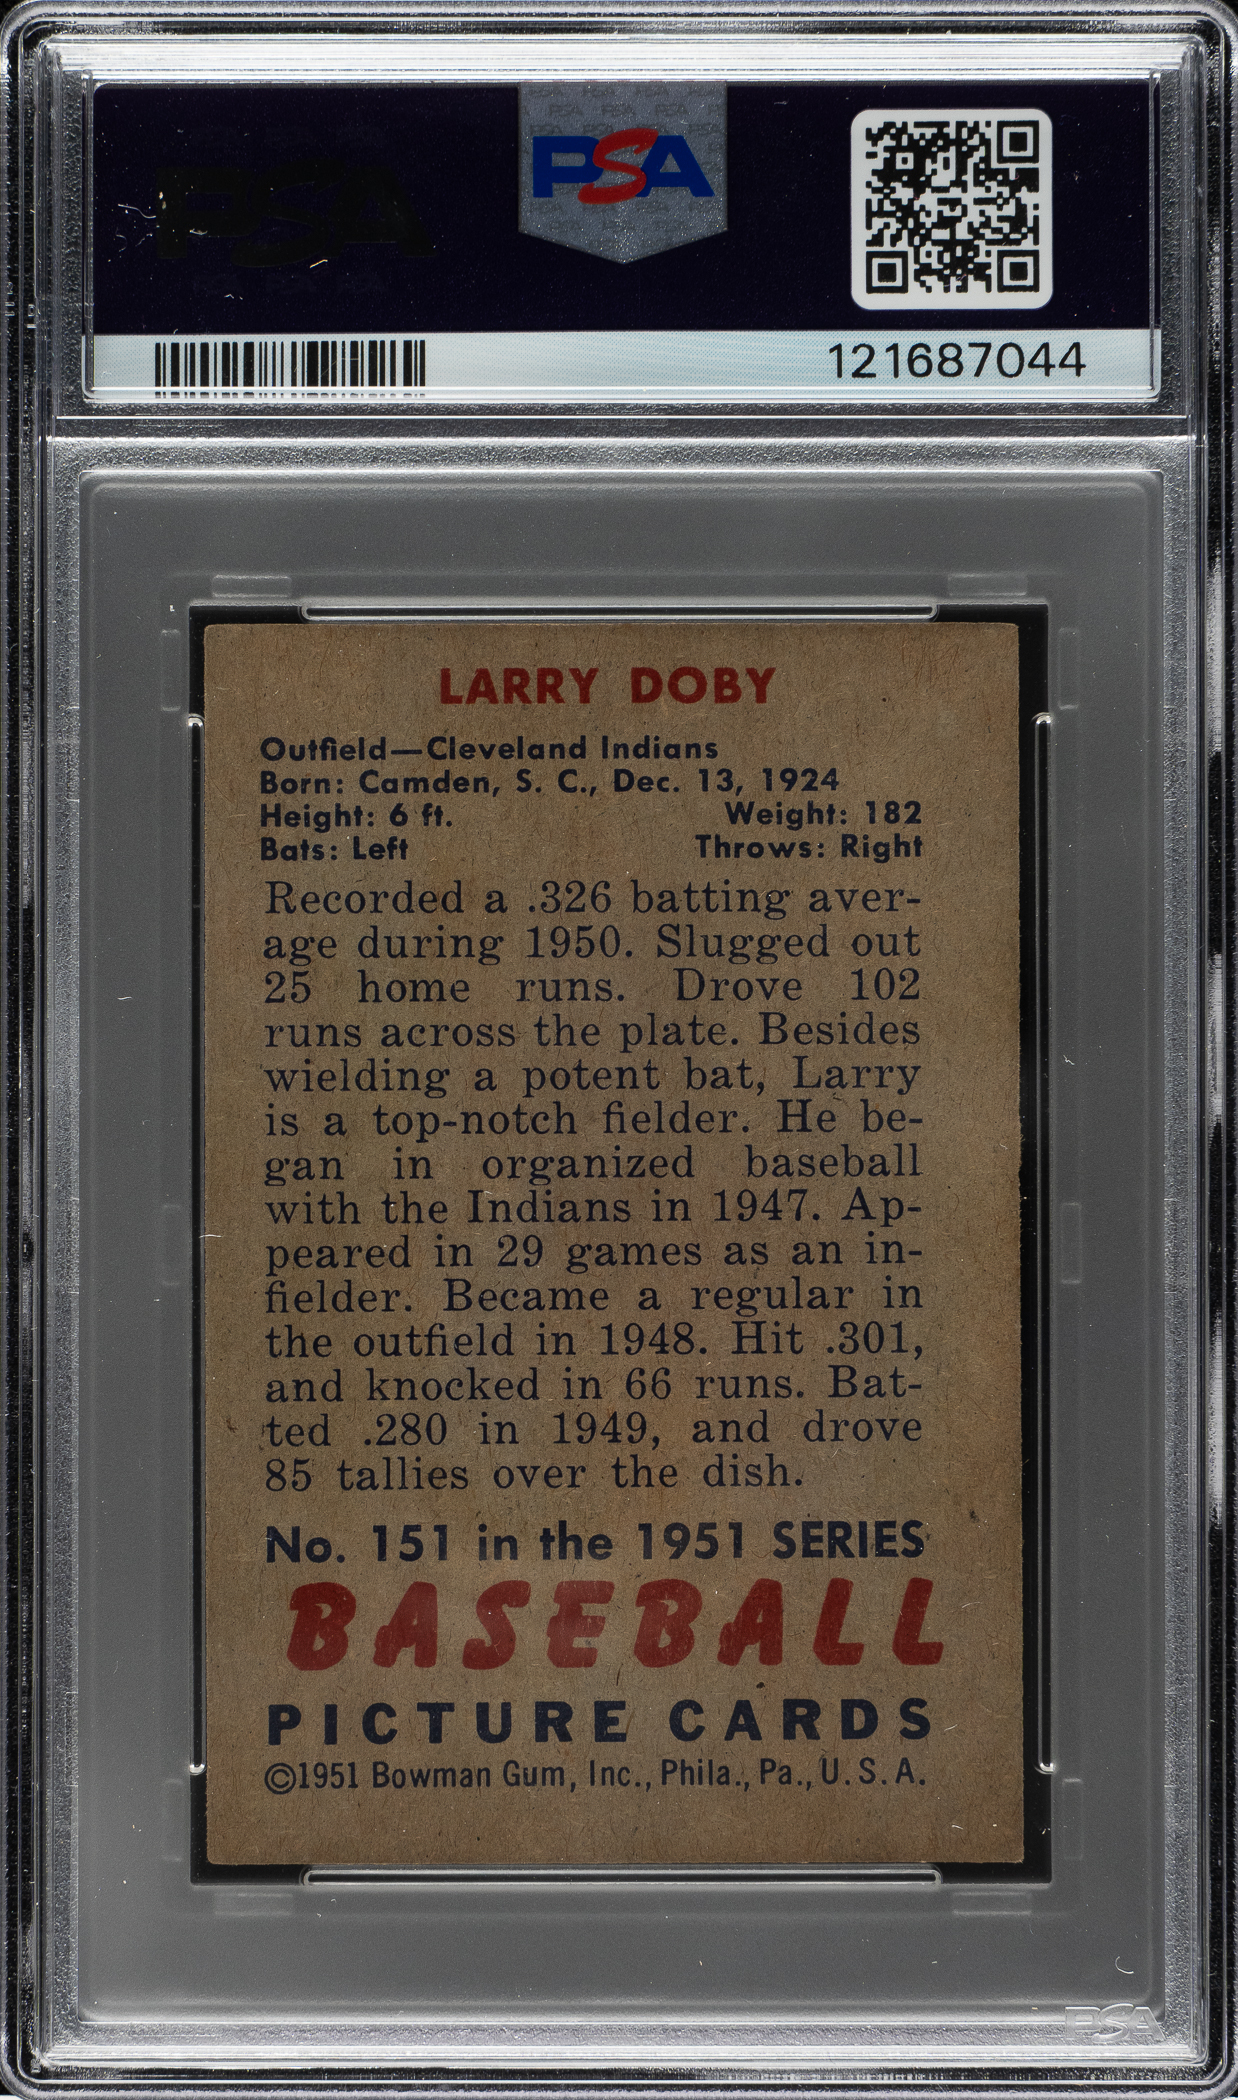 PSA
121687044
LARRY DOBY
Outfield—Cleveland Indians
Born: Camden, S. C., Dec. 13, 1924
Height: 6 ft. Weight: 182
Bats: Left Throws: Right
Recorded a .326 batting aver-
age during 1950. Slugged out
25 home runs. Drove 102
runs across the plate. Besides
wielding a potent bat, Larry
is a top-notch fielder. He be-
gan in organized baseball
with the Indians in 1947. Ap-
peared in 29 games as an in-
fielder. Became a regular in
the outfield in 1948. Hit .301,
and knocked in 66 runs. Bat-
ted .280 in 1949, and drove
85 tallies over the dish.
No. 151 in the 1951 SERIES
BASEBALL
PICTURE CARDS
©1951 Bowman Gum, Inc., Phila., Pa., U.S.A.
PSA